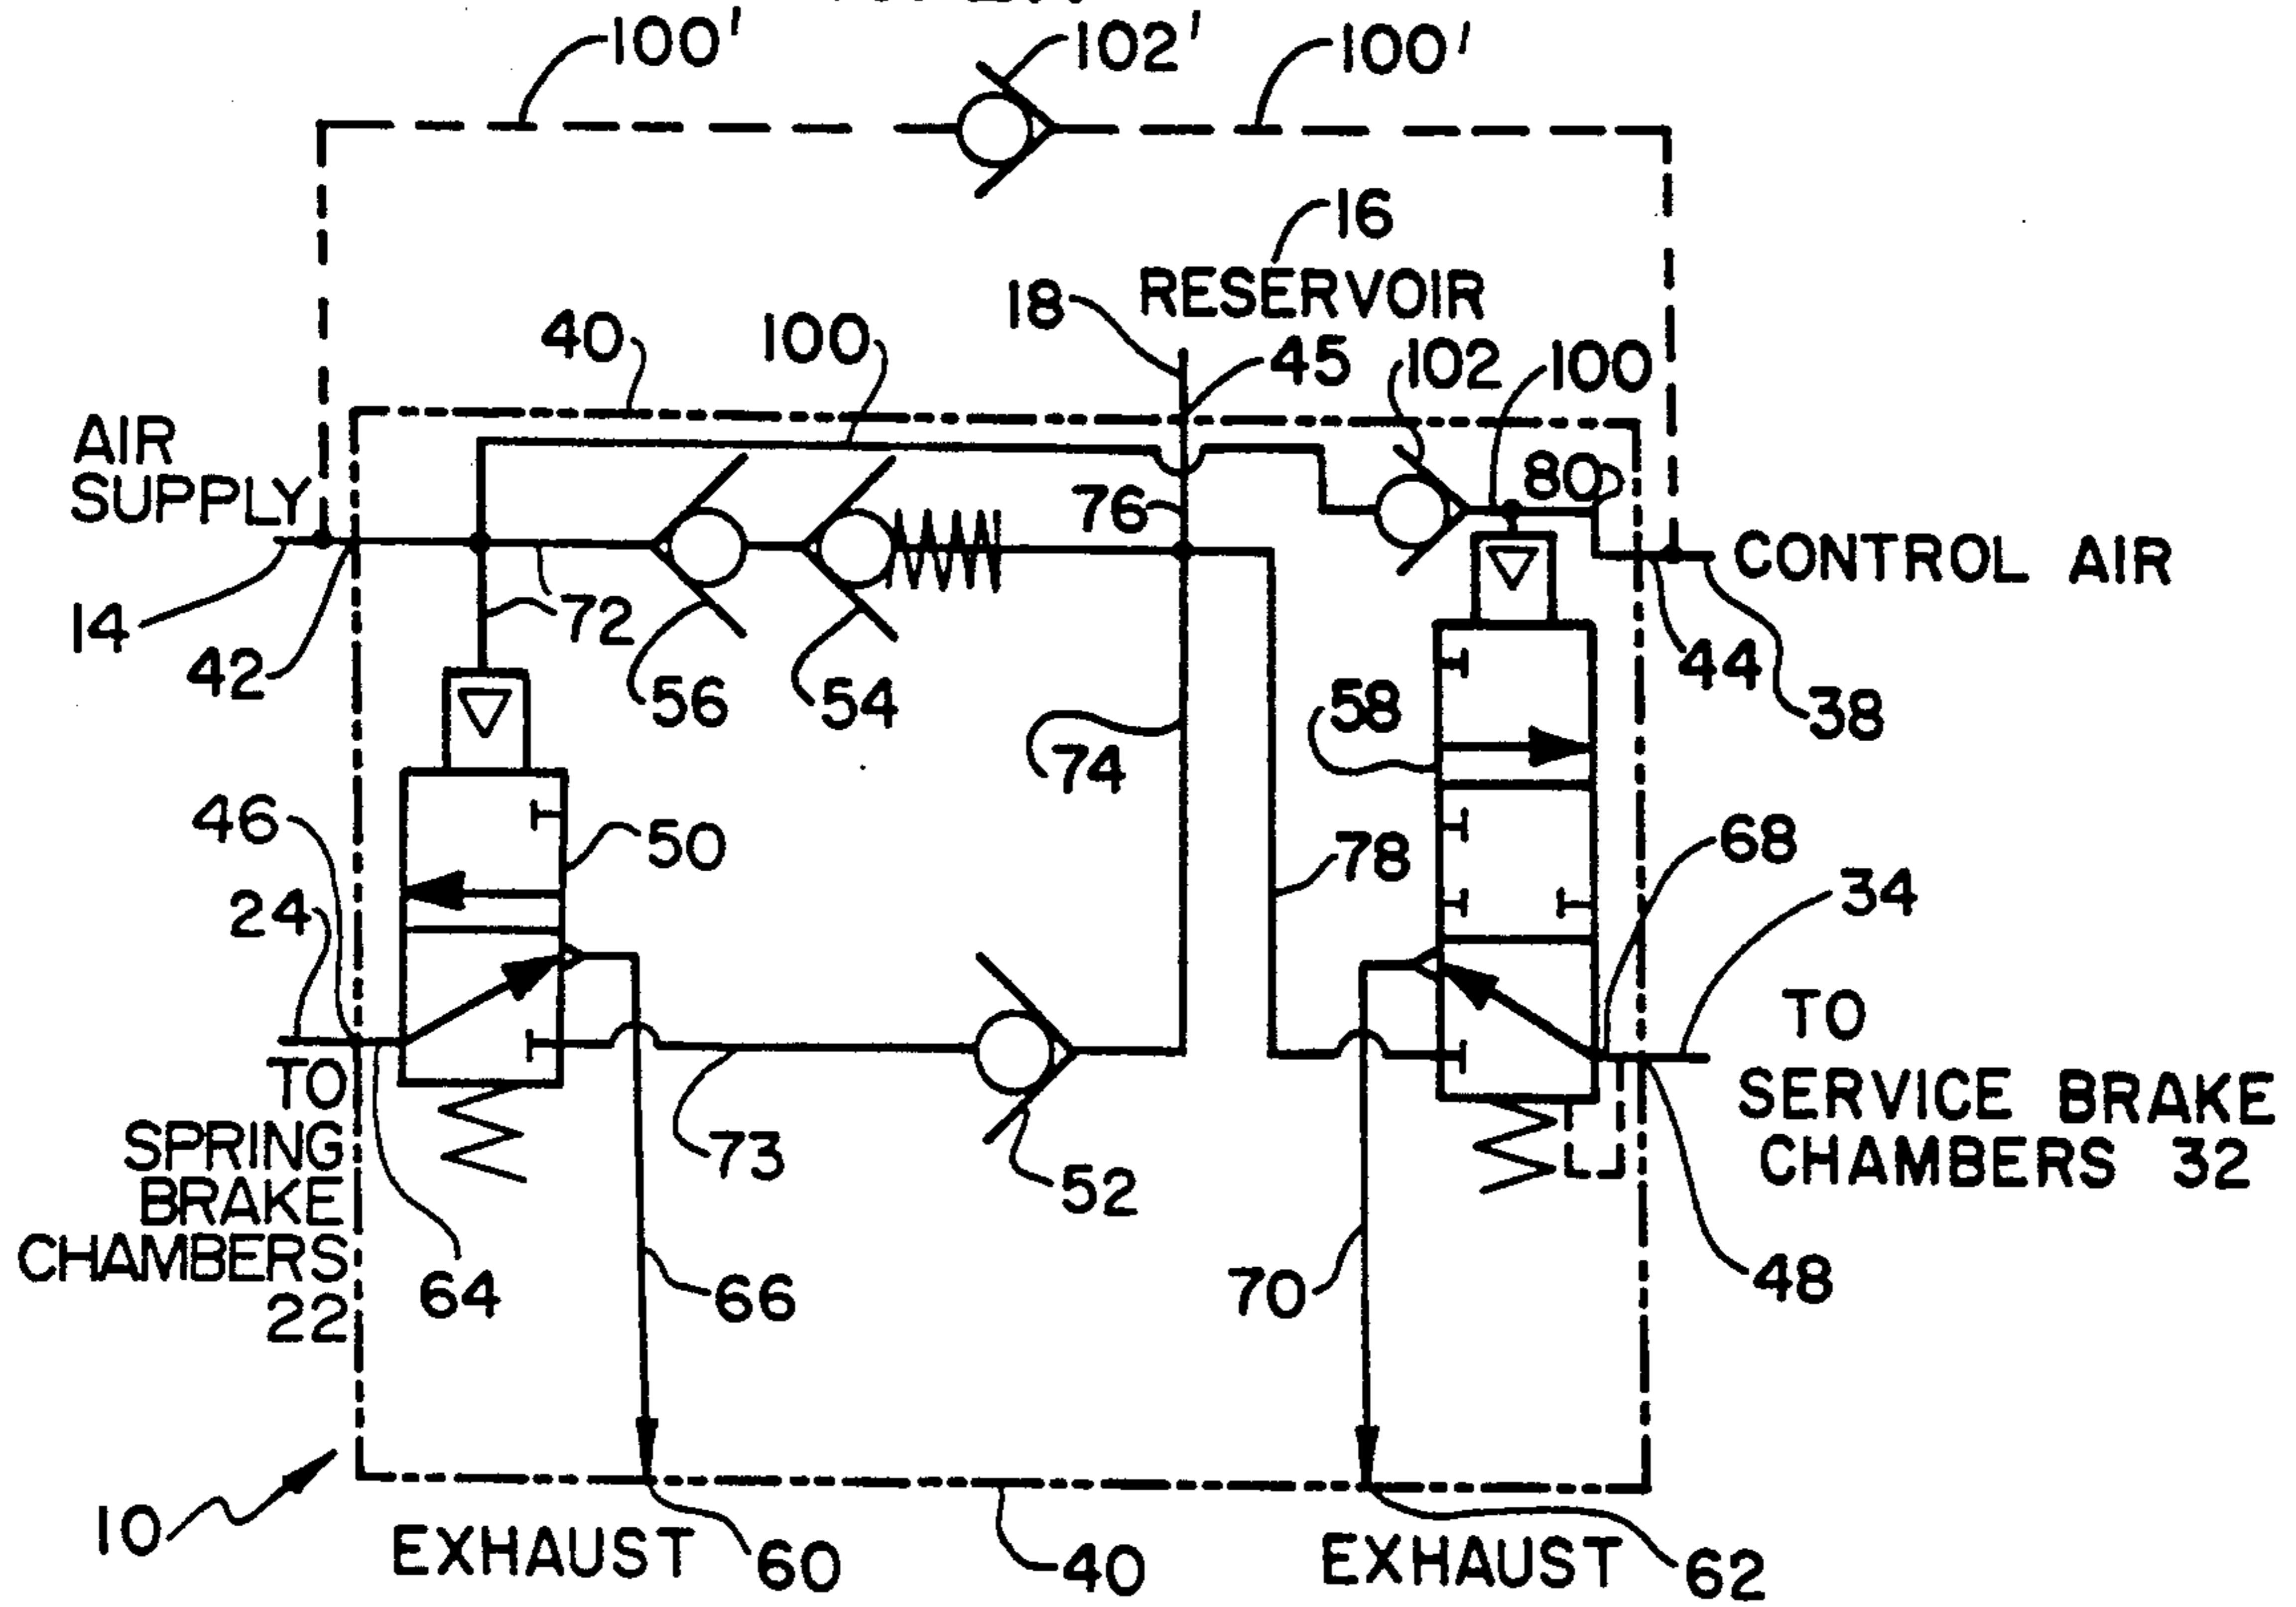 100' 102' 100'
16
18 RESERVOIR
40 100 45 102 100
AIR
SUPPLY 76 80
CONTROL AIR
14 42 72 56 54 74 58 44 38
46 50 78 68
24 34
TO TO
SPRING SERVICE BRAKE
BRAKE CHAMBERS 32
CHAMBERS
22
73 52
64 66 70 48
10 EXHAUST 60 40 EXHAUST 62